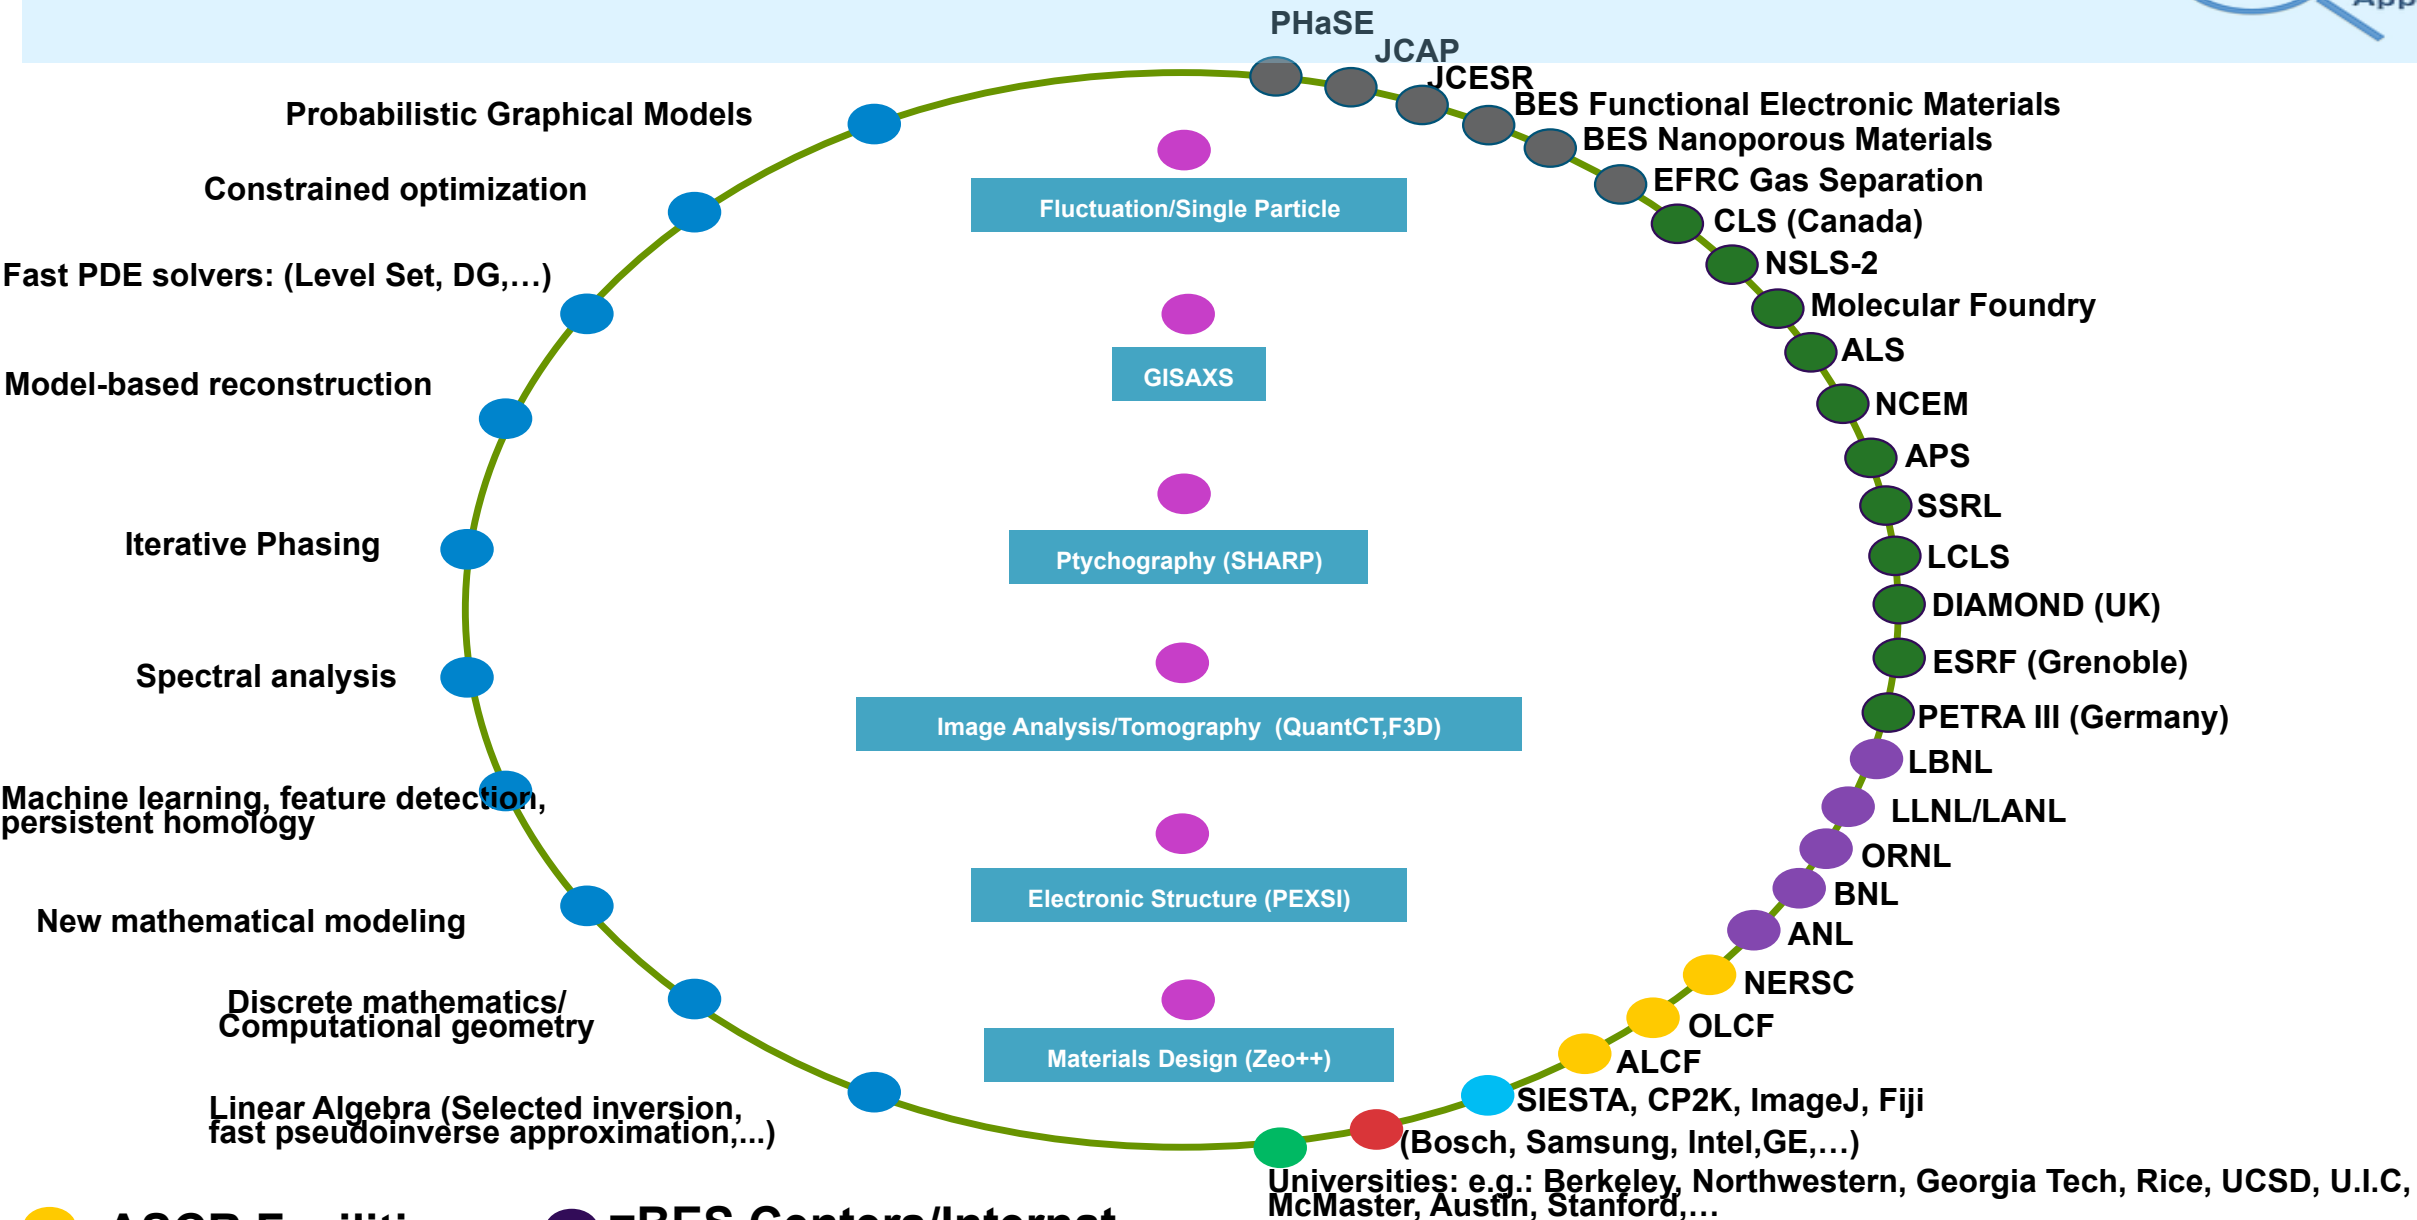 PHaSE
JCAP
JCESR
BES Functional Electronic Materials
BES Nanoporous Materials
EFRC Gas Separation
CLS (Canada)
NSLS-2
Molecular Foundry
ALS
NCEM
APS
SSRL
LCLS
DIAMOND (UK)
ESRF (Grenoble)
PETRA III (Germany)
LBNL
LLNL/LANL
ORNL
BNL
ANL
NERSC
OLCF
ALCF
SIESTA, CP2K, ImageJ, Fiji
(Bosch, Samsung, Intel,GE,…)
Universities: e.g.: Berkeley, Northwestern, Georgia Tech, Rice, UCSD, U.I.C,
McMaster, Austin, Stanford,…
Probabilistic Graphical Models
Constrained optimization
Fast PDE solvers: (Level Set, DG,…)
Model-based reconstruction
Iterative Phasing
Spectral analysis
Machine learning, feature detection,
persistent homology
New mathematical modeling
Discrete mathematics/
Computational geometry
Linear Algebra (Selected inversion,
fast pseudoinverse approximation,...)
Fluctuation/Single Particle
GISAXS
Ptychography (SHARP)
Image Analysis/Tomography (QuantCT,F3D)
Electronic Structure (PEXSI)
Materials Design (Zeo++)
=BES Centers/Internat